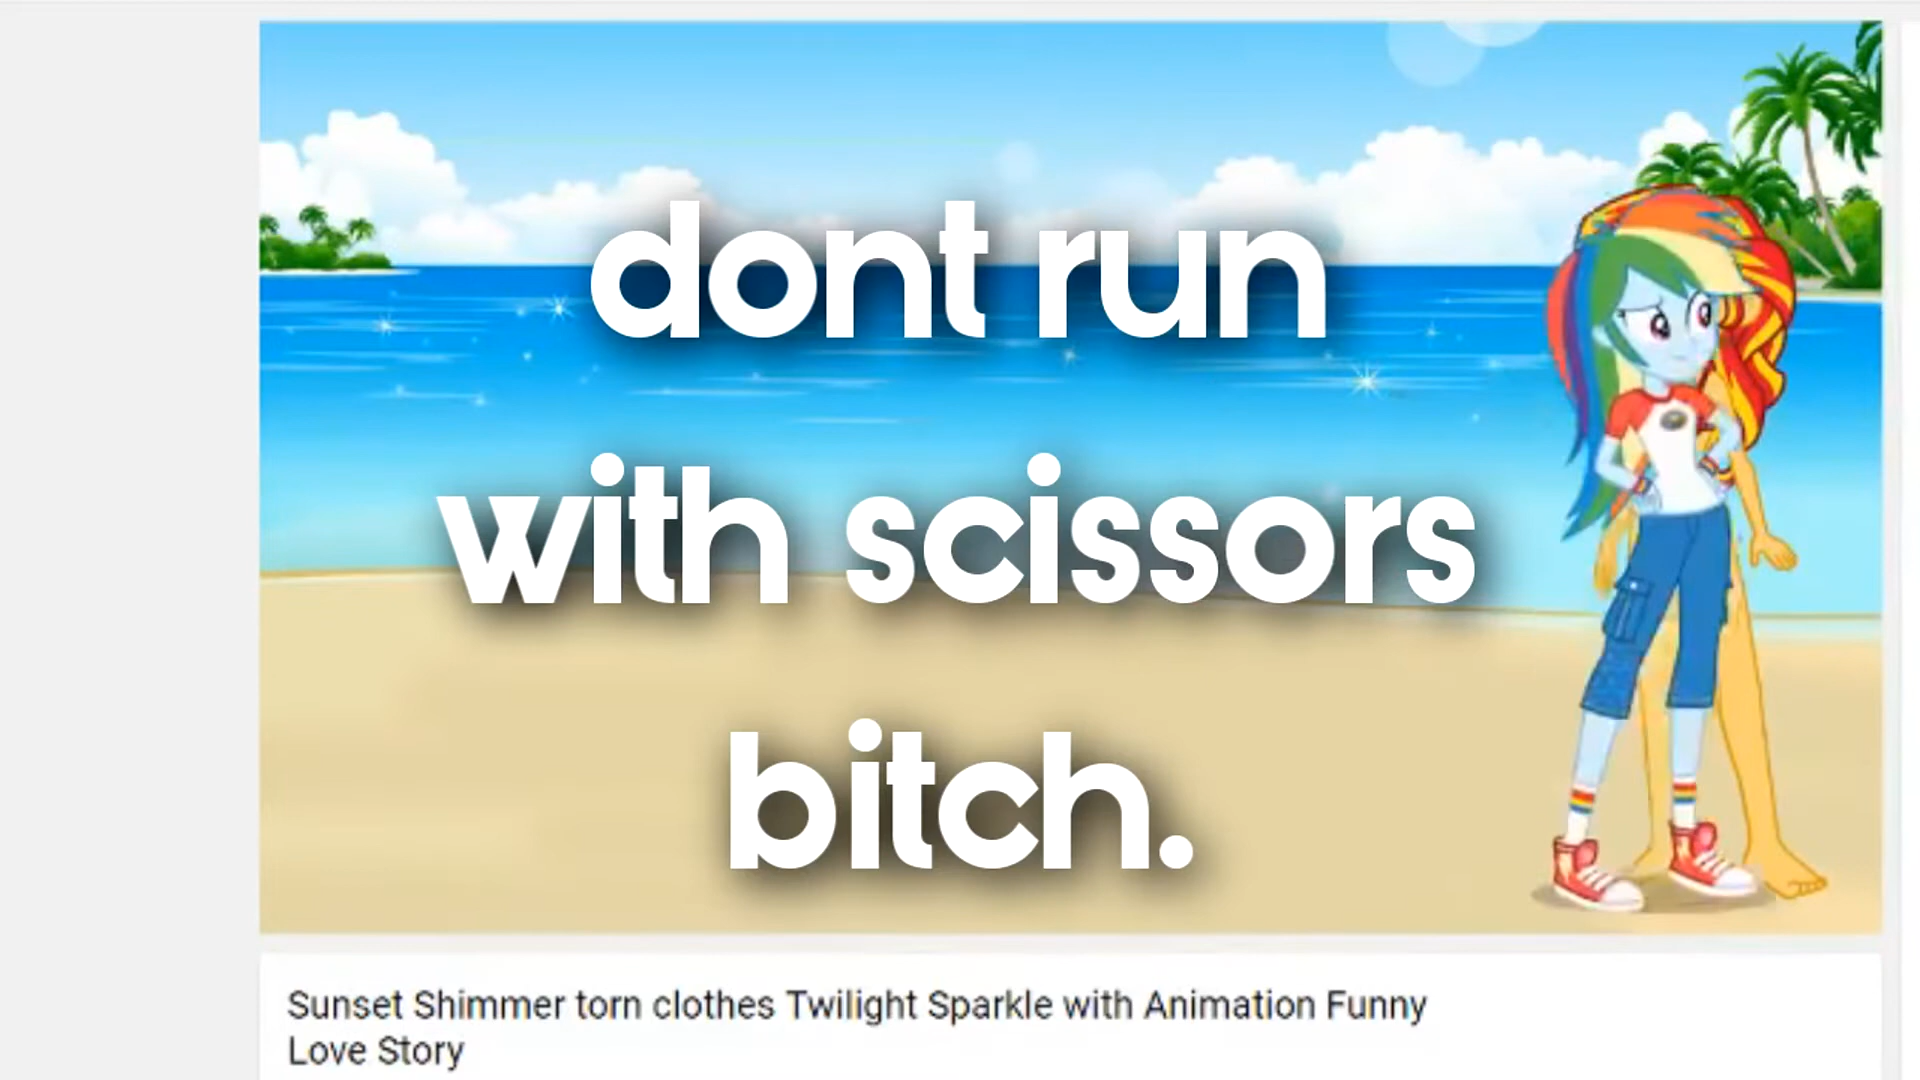 dont run
with scissors
bitch.
Sunset Shimmer torn clothes Twilight Sparkle with Animation Funny
Love Story